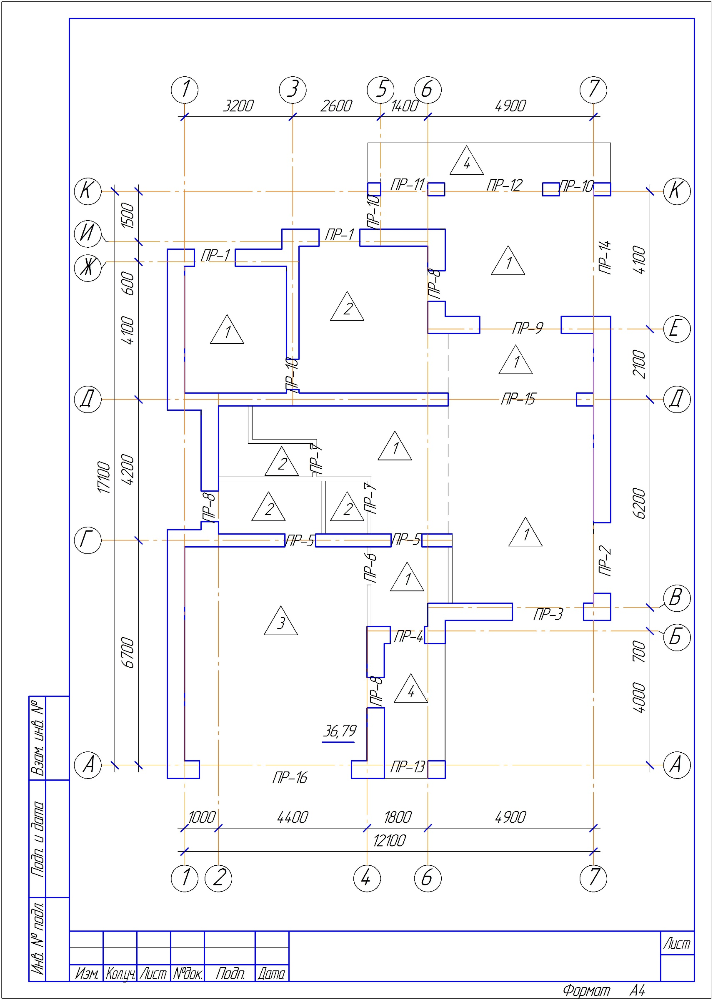 1 3 5 6 7
3200 2600 1400 4900
4
К ПР-11 ПР-12 ПР-10 К
1500 ПР-10
И ПР-1
ПР-14
Ж ПР-1 1 4100
600 ПР-8
2
4100 1 ПР-9 Е
1 2100
ПР-10
Д ПР-15 Д
17100 4200 2 ПР-7 1
ПР-8 2 2 ПР-7 6200
Г ПР-5 ПР-5 1
ПР-6 1 ПР-2
В
3 ПР-3
ПР-4 Б
6700 700
ПР-8 4 4000
36,79
А ПР-13 А
ПР-16
1000 4400 1800 4900
12100
1 2 4 6 7
Взам. инв. №
Подп. и дата
Инв. № подл.
Изм. Кол.уч. Лист №док. Подп. Дата
Лист
Формат А4